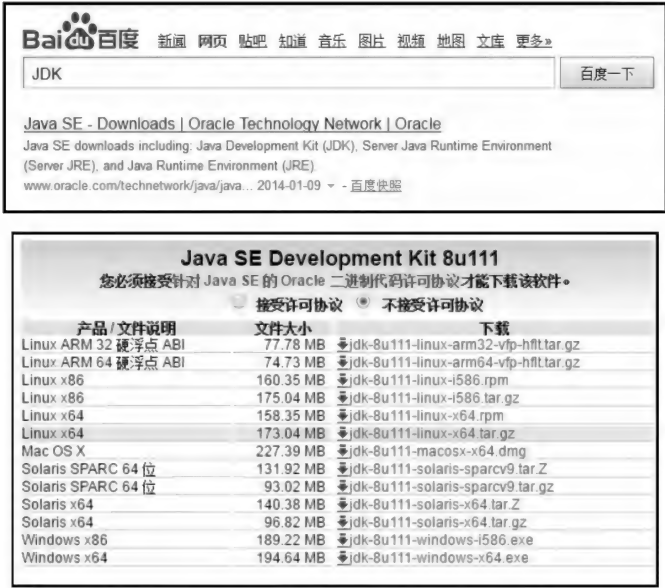 Bai du 百度 新闻 网页 贴吧 知道 音乐 图片 视频 地图 文库 更多»
JDK 百度一下
Java SE - Downloads | Oracle Technology Network | Oracle
Java SE downloads including: Java Development Kit (JDK), Server Java Runtime Environment
(Server JRE), and Java Runtime Environment (JRE)
www.oracle.com/technetwork/java/java... 2014-01-09 - 百度快照
Java SE Development Kit 8u111
您必须接受针对 Java SE 的 Oracle 二进制代码许可协议才能下载该软件。
接受许可协议 不接受许可协议
产品/文件说明 文件大小 下载
Linux ARM 32 硬浮点 ABI 77.78 MB jdk-8u111-linux-arm32-vfp-hflt.tar.gz
Linux ARM 64 硬浮点 ABI 74.73 MB jdk-8u111-linux-arm64-vfp-hflt.tar.gz
Linux x86 160.35 MB jdk-8u111-linux-i586.rpm
Linux x86 175.04 MB jdk-8u111-linux-i586.tar.gz
Linux x64 158.35 MB jdk-8u111-linux-x64.rpm
Linux x64 173.04 MB jdk-8u111-linux-x64.tar.gz
Mac OS X 227.39 MB jdk-8u111-macosx-x64.dmg
Solaris SPARC 64 位 131.92 MB jdk-8u111-solaris-sparcv9.tar.Z
Solaris SPARC 64 位 93.02 MB jdk-8u111-solaris-sparcv9.tar.gz
Solaris x64 140.38 MB jdk-8u111-solaris-x64.tar.Z
Solaris x64 96.82 MB jdk-8u111-solaris-x64.tar.gz
Windows x86 189.22 MB jdk-8u111-windows-i586.exe
Windows x64 194.64 MB jdk-8u111-windows-x64.exe